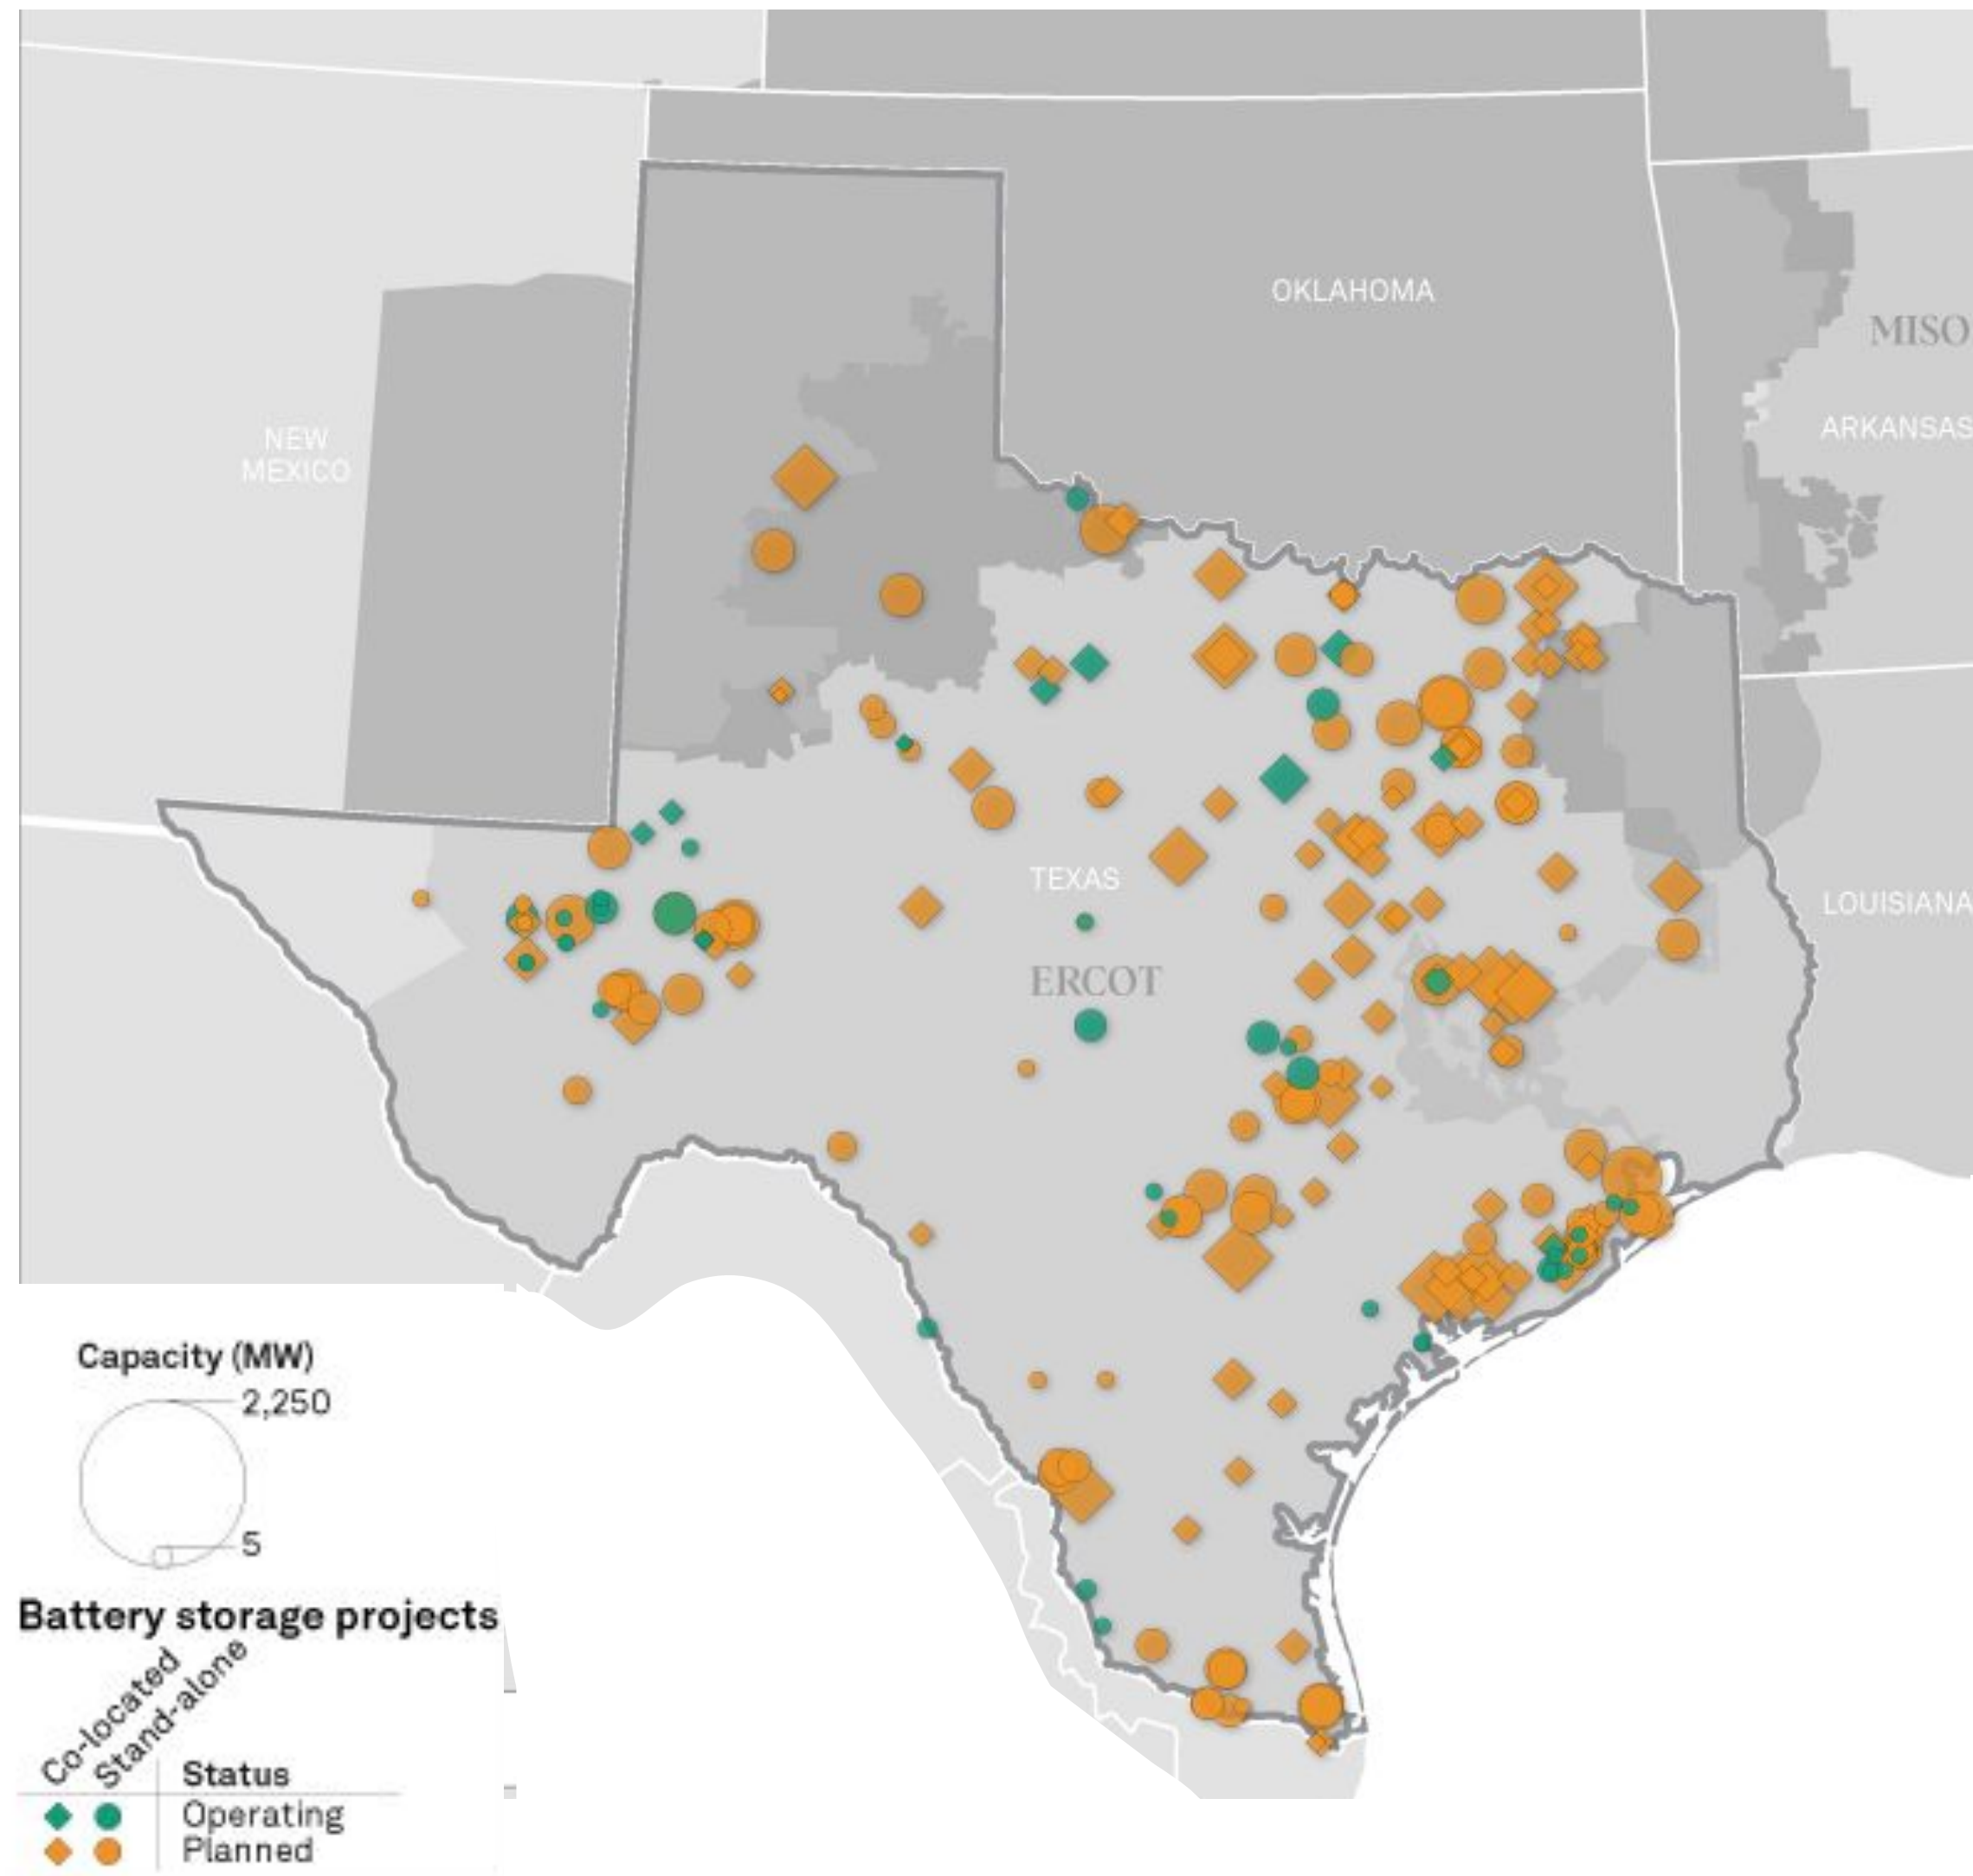 OKLAHOMA
MISO
NEW
MEXICO
ARKANSAS
TEXAS
LOUISIANA
ERCOT
Capacity (MW)
2,250
5
Battery storage projects
Co-located
Stand-alone
Status
Operating
Planned